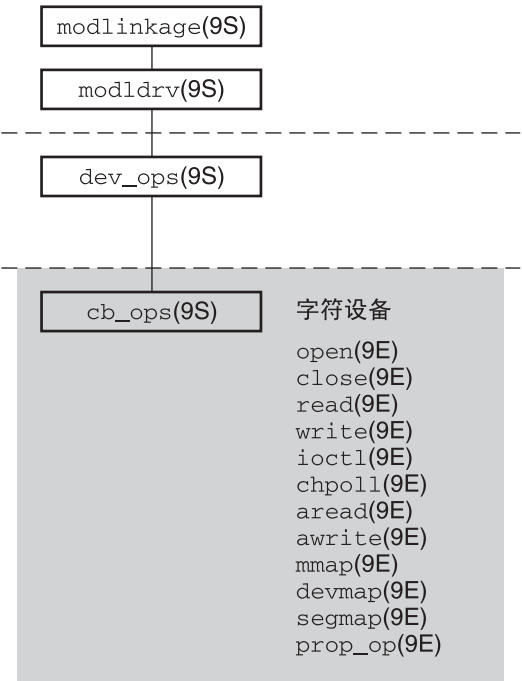 modlinkage(9S)
modldrv(9S)
dev_ops(9S)
cb_ops(9S)
字符设备
open(9E)
close(9E)
read(9E)
write(9E)
ioctl(9E)
chpoll(9E)
aread(9E)
awrite(9E)
mmap(9E)
devmap(9E)
segmap(9E)
prop_op(9E)